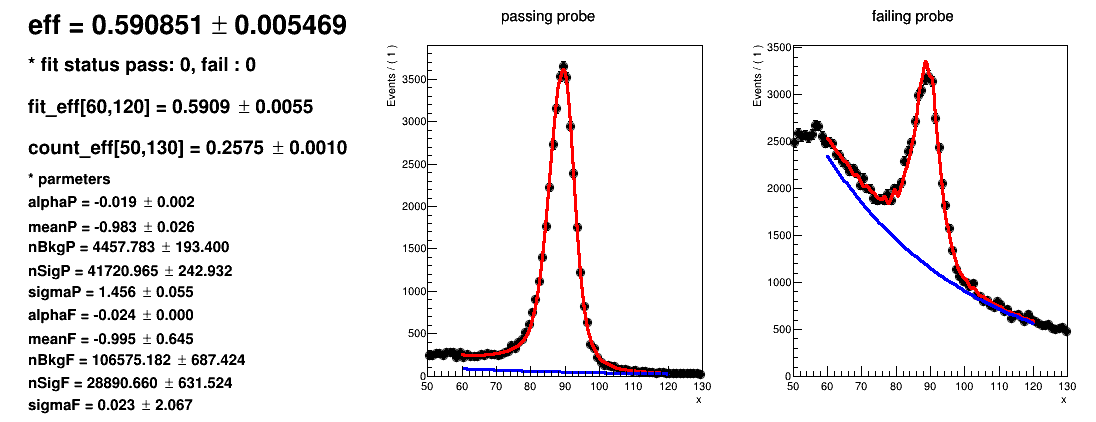 eff = 0.590851 ± 0.005469
* fit status pass: 0, fail : 0
fit_eff[60,120] = 0.5909 ± 0.0055
count_eff[50,130] = 0.2575 ± 0.0010
* parmeters
alphaP = -0.019 ± 0.002
meanP = -0.983 ± 0.026
nBkgP = 4457.783 ± 193.400
nSigP = 41720.965 ± 242.932
sigmaP = 1.456 ± 0.055
alphaF = -0.024 ± 0.000
meanF = -0.995 ± 0.645
nBkgF = 106575.182 ± 687.424
nSigF = 28890.660 ± 631.524
sigmaF = 0.023 ± 2.067
passing probe
Events / ( 1 )
3500
3000
2500
2000
1500
1000
500
0
50 60 70 80 90 100 110 120 130
x
failing probe
Events / ( 1 )
3500
3000
2500
2000
1500
1000
500
0
50 60 70 80 90 100 110 120 130
x